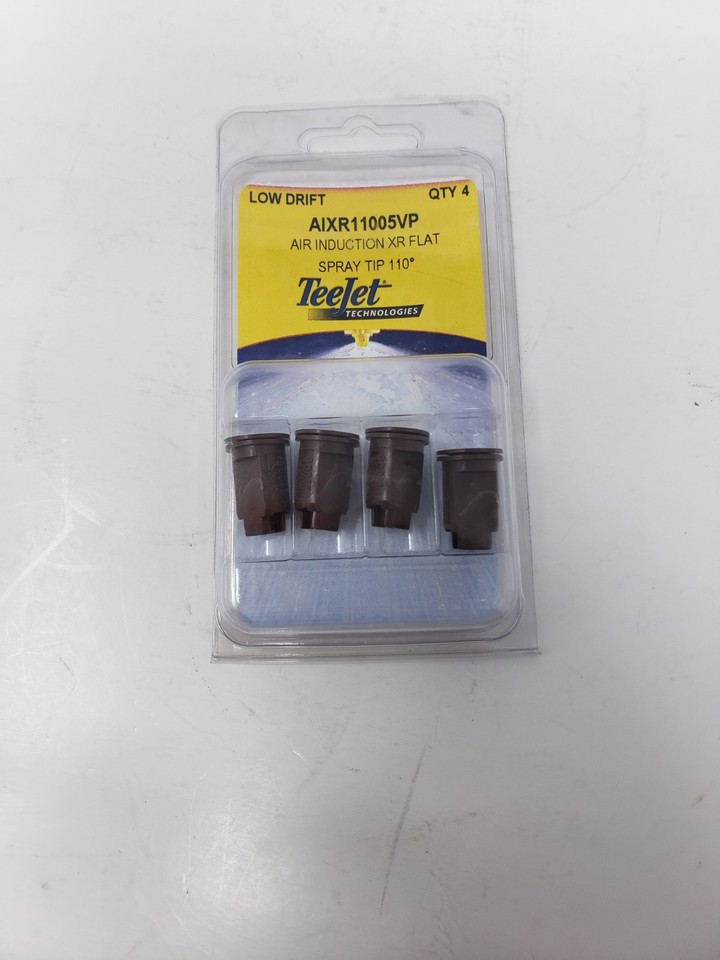 LOW DRIFT QTY 4
AIXR11005VP
AIR INDUCTION XR FLAT
SPRAY TIP 110°
TeeJet®
TECHNOLOGIES